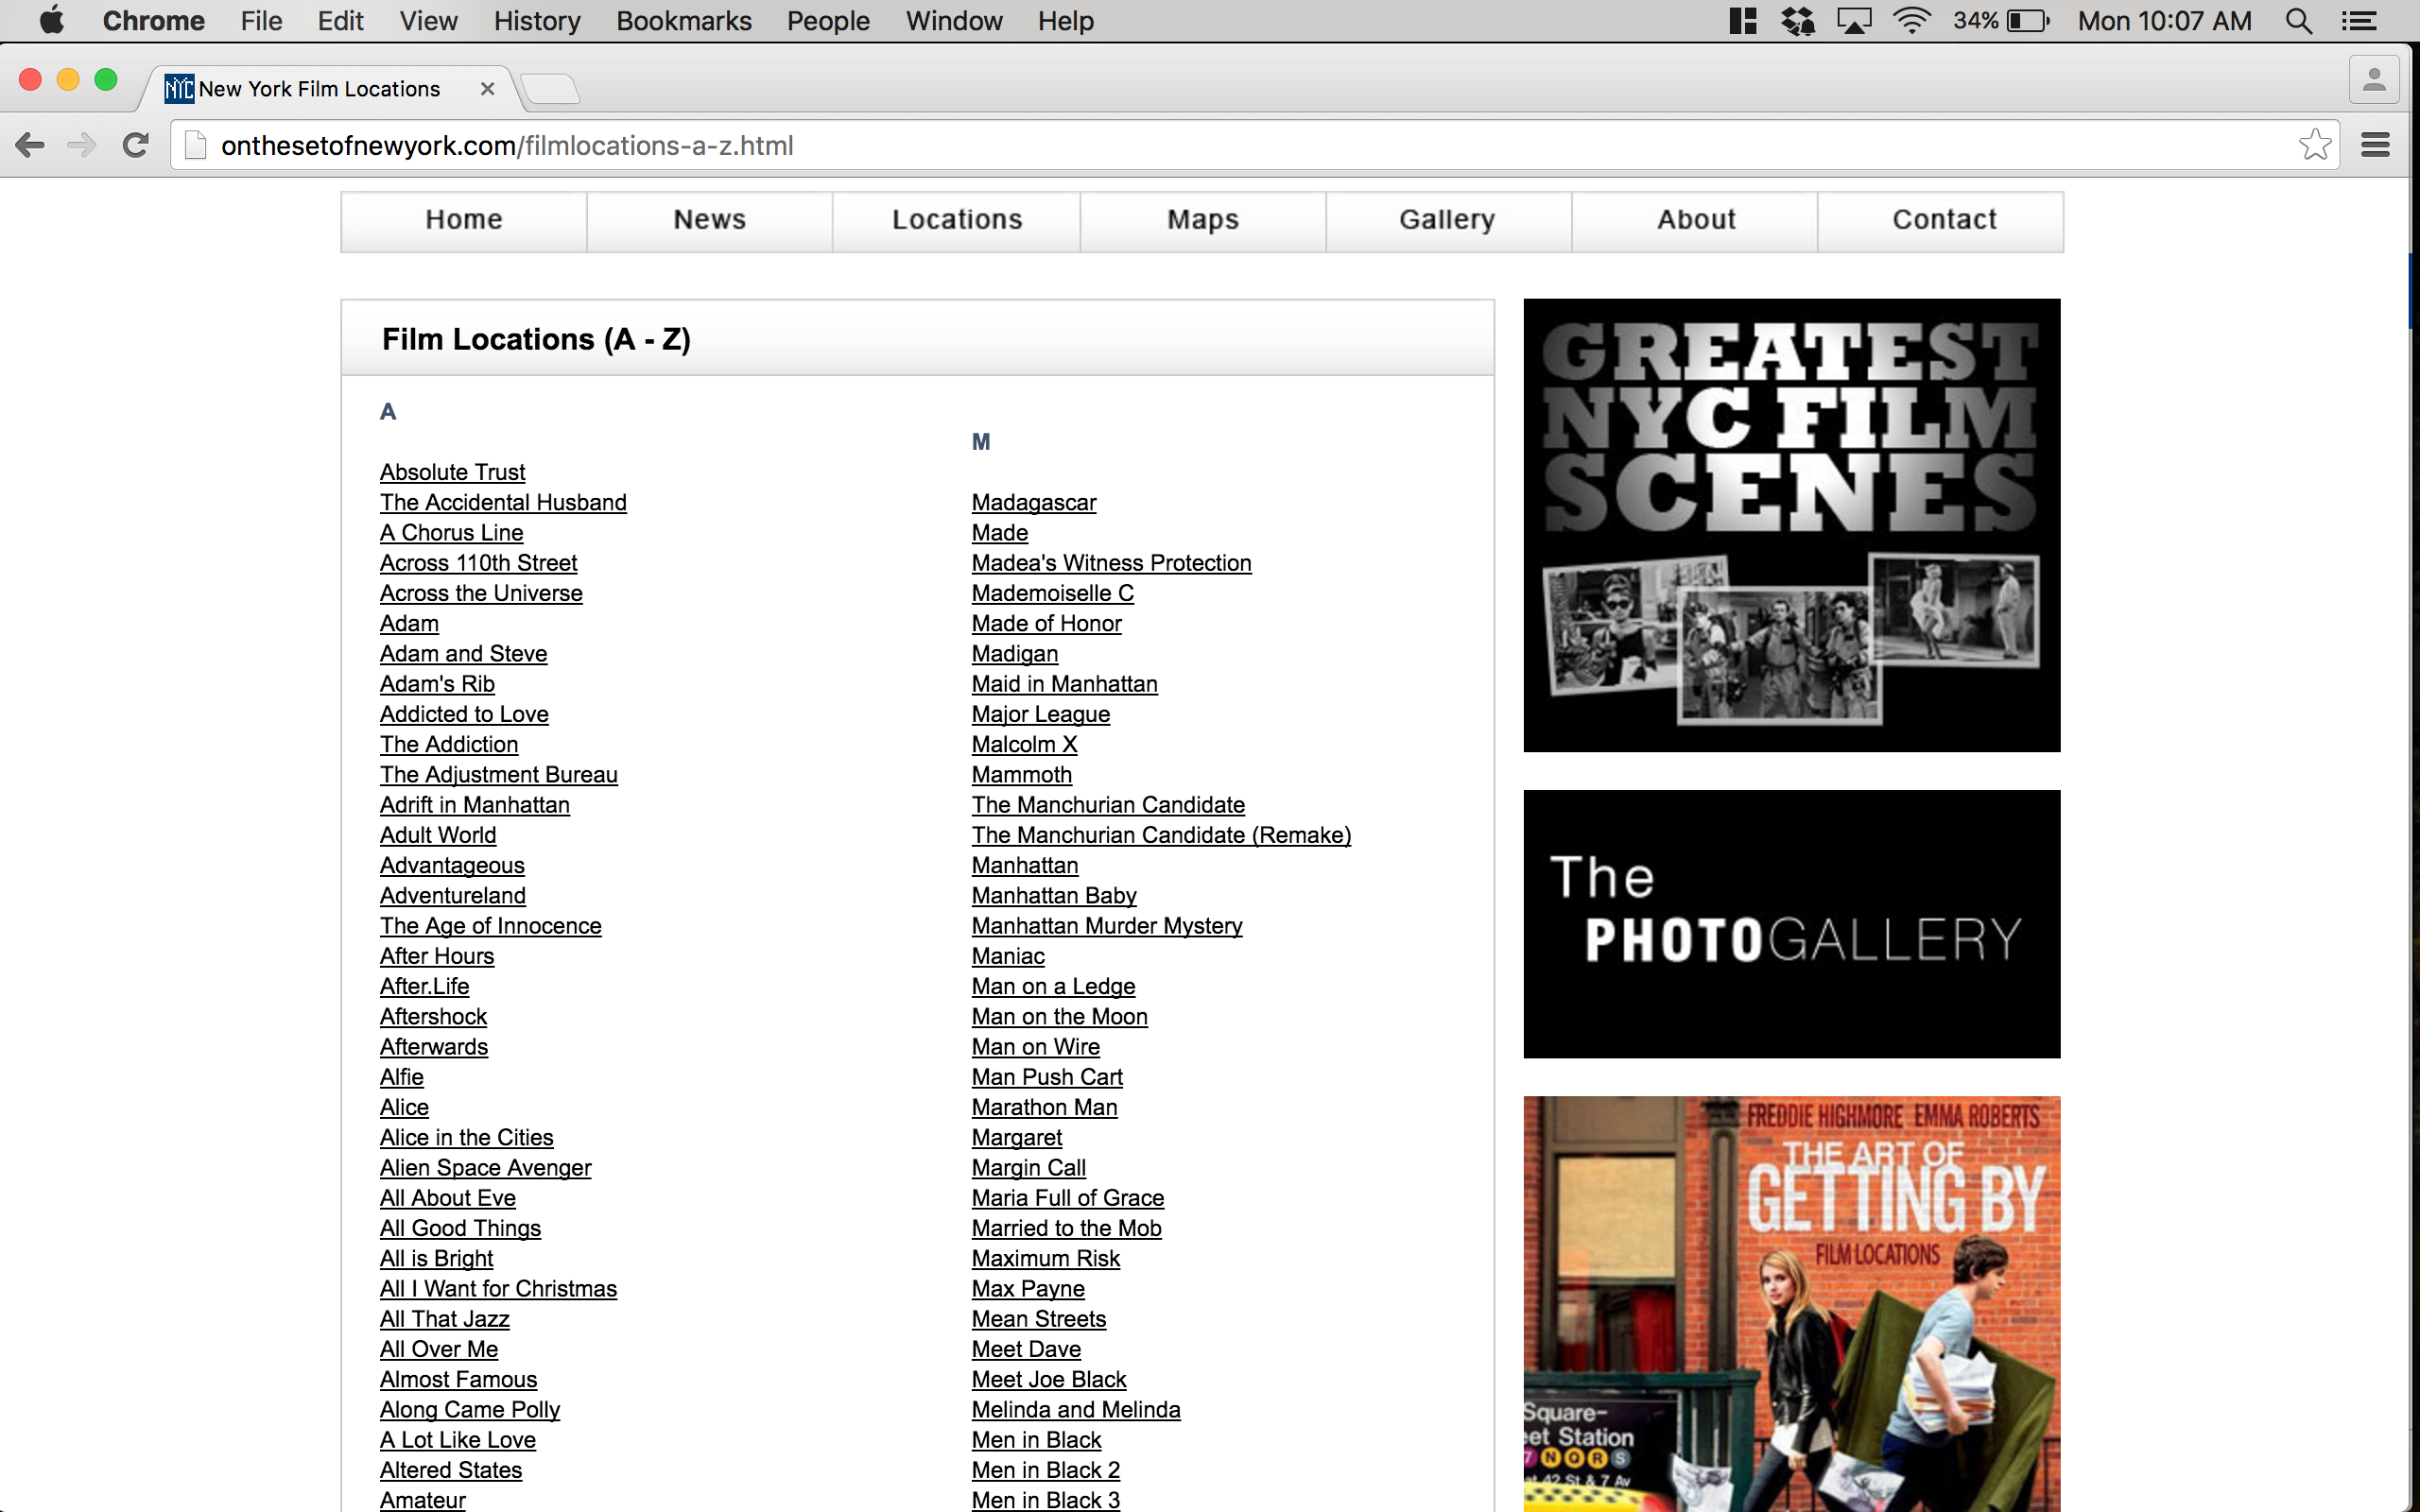 Chrome File Edit View History Bookmarks People Window Help 34% Mon 10:07 AM
NYC New York Film Locations
onthesetofnewyork.com/filmlocations-a-z.html
Home News Locations Maps Gallery About Contact
Film Locations (A - Z)
A
Absolute Trust
The Accidental Husband
A Chorus Line
Across 110th Street
Across the Universe
Adam
Adam and Steve
Adam's Rib
Addicted to Love
The Addiction
The Adjustment Bureau
Adrift in Manhattan
Adult World
Advantageous
Adventureland
The Age of Innocence
After Hours
After.Life
Aftershock
Afterwards
Alfie
Alice
Alice in the Cities
Alien Space Avenger
All About Eve
All Good Things
All is Bright
All I Want for Christmas
All That Jazz
All Over Me
Almost Famous
Along Came Polly
A Lot Like Love
Altered States
Amateur
M
Madagascar
Made
Madea's Witness Protection
Mademoiselle C
Made of Honor
Madigan
Maid in Manhattan
Major League
Malcolm X
Mammoth
The Manchurian Candidate
The Manchurian Candidate (Remake)
Manhattan
Manhattan Baby
Manhattan Murder Mystery
Maniac
Man on a Ledge
Man on the Moon
Man on Wire
Man Push Cart
Marathon Man
Margaret
Margin Call
Maria Full of Grace
Married to the Mob
Maximum Risk
Max Payne
Mean Streets
Meet Dave
Meet Joe Black
Melinda and Melinda
Men in Black
Men in Black 2
Men in Black 3
GREATEST
NYC FILM
SCENES
The
PHOTOGALLERY
FREDDIE HIGHMORE EMMA ROBERTS
THE ART OF
GETTING BY
FILM LOCATIONS
Square-
eet Station
7 N Q R S
at 42 St & 7 Av